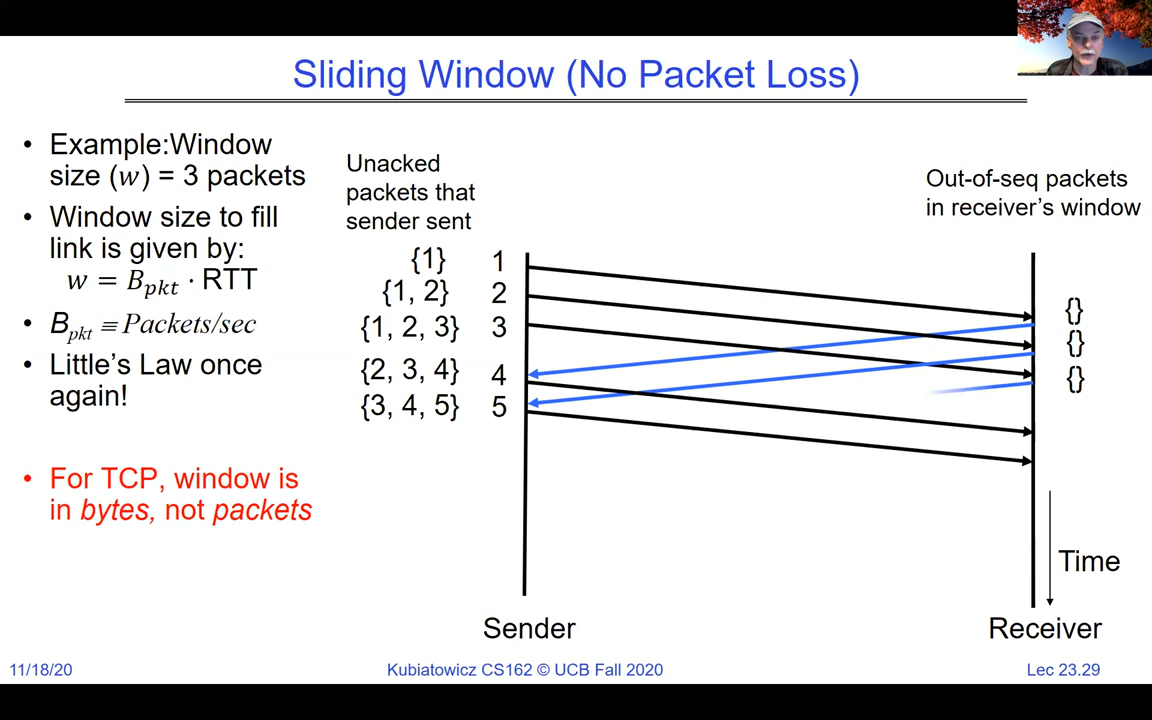 Sliding Window (No Packet Loss)
• Example:Window
size (w) = 3 packets
• Window size to fill
link is given by:
w = B_pkt · RTT
• B_pkt ≡ Packets/sec
• Little's Law once
again!
• For TCP, window is
in bytes, not packets
Unacked
packets that
sender sent
{1} 1
{1, 2} 2
{1, 2, 3} 3
{2, 3, 4} 4
{3, 4, 5} 5
Out-of-seq packets
in receiver's window
{}
{}
{}
Time
Sender
Receiver
11/18/20
Kubiatowicz CS162 © UCB Fall 2020
Lec 23.29